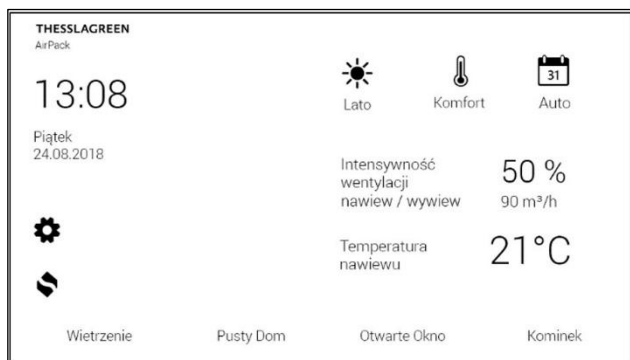 THESSLAGREEN
AirPack
13:08
Piątek
24.08.2018
31
Lato
Komfort
Auto
Intensywność
wentylacji
nawiew / wywiew
50 %
90 m³/h
Temperatura
nawiewu
21°C
Wietrzenie
Pusty Dom
Otwarte Okno
Kominek